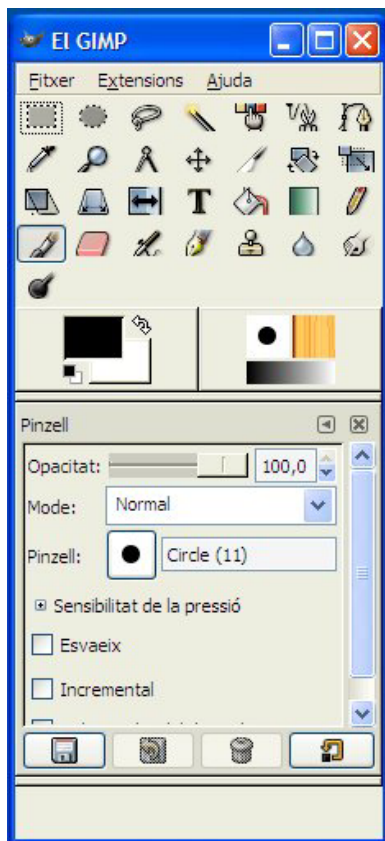 El GIMP
Fitxer Extensions Ajuda
Pinzell
Opacitat: 100,0
Mode: Normal
Pinzell: Circle (11)
Sensibilitat de la pressió
Esvaeix
Incremental